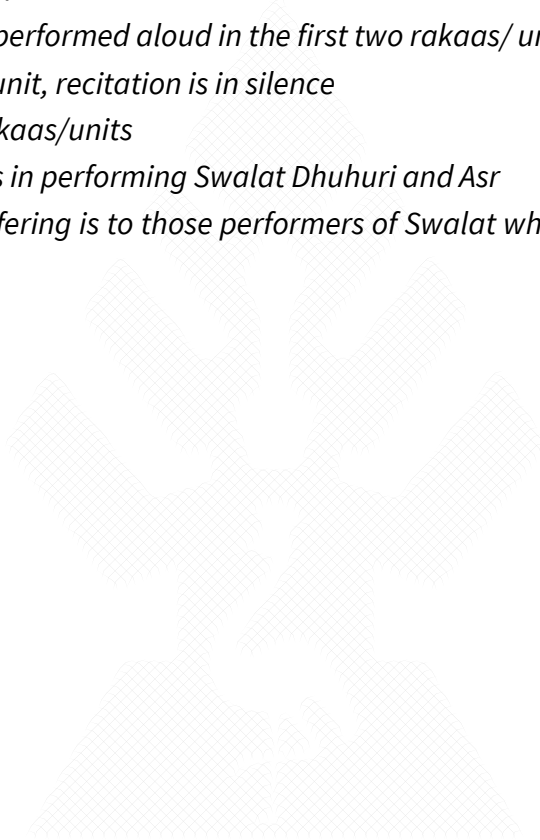 performed aloud in the first two rakaas/
unit, recitation is in silence
kaas/units
in performing Swalat Dhuhuri and Asr
fering is to those performers of Swalat wh